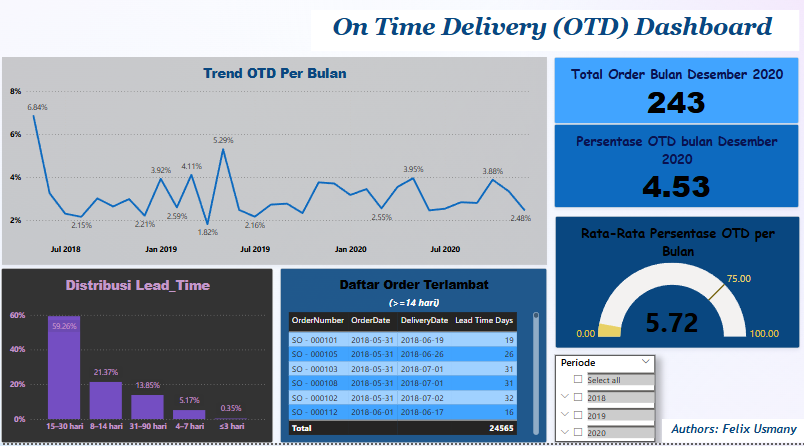 On Time Delivery (OTD) Dashboard
Trend OTD Per Bulan
8%
6%
4%
2%
6.84%
2.15%
2.21%
3.92%
2.59%
4.11%
1.82%
5.29%
2.16%
2.55%
3.95%
3.88%
2.48%
Jul 2018
Jan 2019
Jul 2019
Jan 2020
Jul 2020
Total Order Bulan Desember 2020
243
Persentase OTD bulan Desember
2020
4.53
Rata-Rata Persentase OTD per
Bulan
75.00
0.00
5.72
100.00
Distribusi Lead_Time
60%
40%
20%
0%
59.26%
21.37%
13.85%
5.17%
0.35%
15-30 hari
8-14 hari
31-90 hari
4-7 hari
≤3 hari
Daftar Order Terlambat
(>=14 hari)
OrderNumber OrderDate DeliveryDate Lead Time Days
SO - 000101 2018-05-31 2018-06-19 19
SO - 000105 2018-05-31 2018-06-26 26
SO - 000103 2018-05-31 2018-07-01 31
SO - 000108 2018-05-31 2018-07-01 31
SO - 000102 2018-05-31 2018-07-02 32
SO - 000112 2018-06-01 2018-06-17 16
Total 24565
Periode
Select all
2018
2019
2020
Authors: Felix Usmany